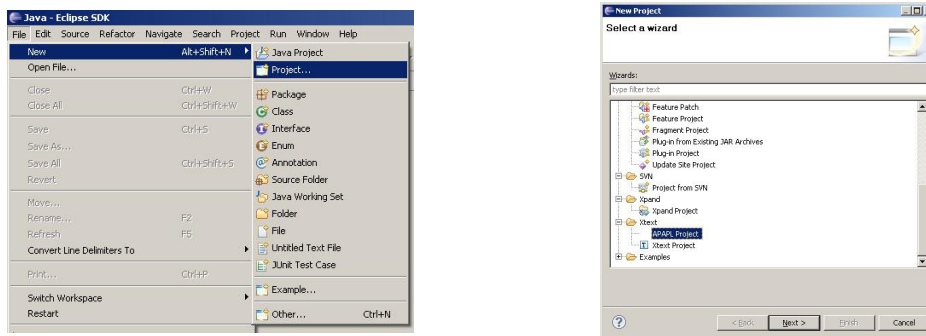 Java - Eclipse SDK
File Edit Source Refactor Navigate Search Project Run Window Help
New Alt+Shift+N
Open File...
Close Ctrl+W
Close All Ctrl+Shift+W
Save Ctrl+S
Save As...
Save All Ctrl+Shift+S
Revert
Move...
Rename... F2
Refresh F5
Convert Line Delimiters To
Print... Ctrl+P
Switch Workspace
Restart
Java Project
Project...
Package
Class
Interface
Enum
Annotation
Source Folder
Java Working Set
Folder
File
Untitled Text File
JUnit Test Case
Example...
Other... Ctrl+N
New Project
Select a wizard
Wizards:
type filter text
Feature Patch
Feature Project
Fragment Project
Plug-in from Existing JAR Archives
Plug-in Project
Update Site Project
SVN
Project from SVN
Xpand
Xpand Project
Xtext
APAPL Project
Xtext Project
Examples
< Back Next > Finish Cancel